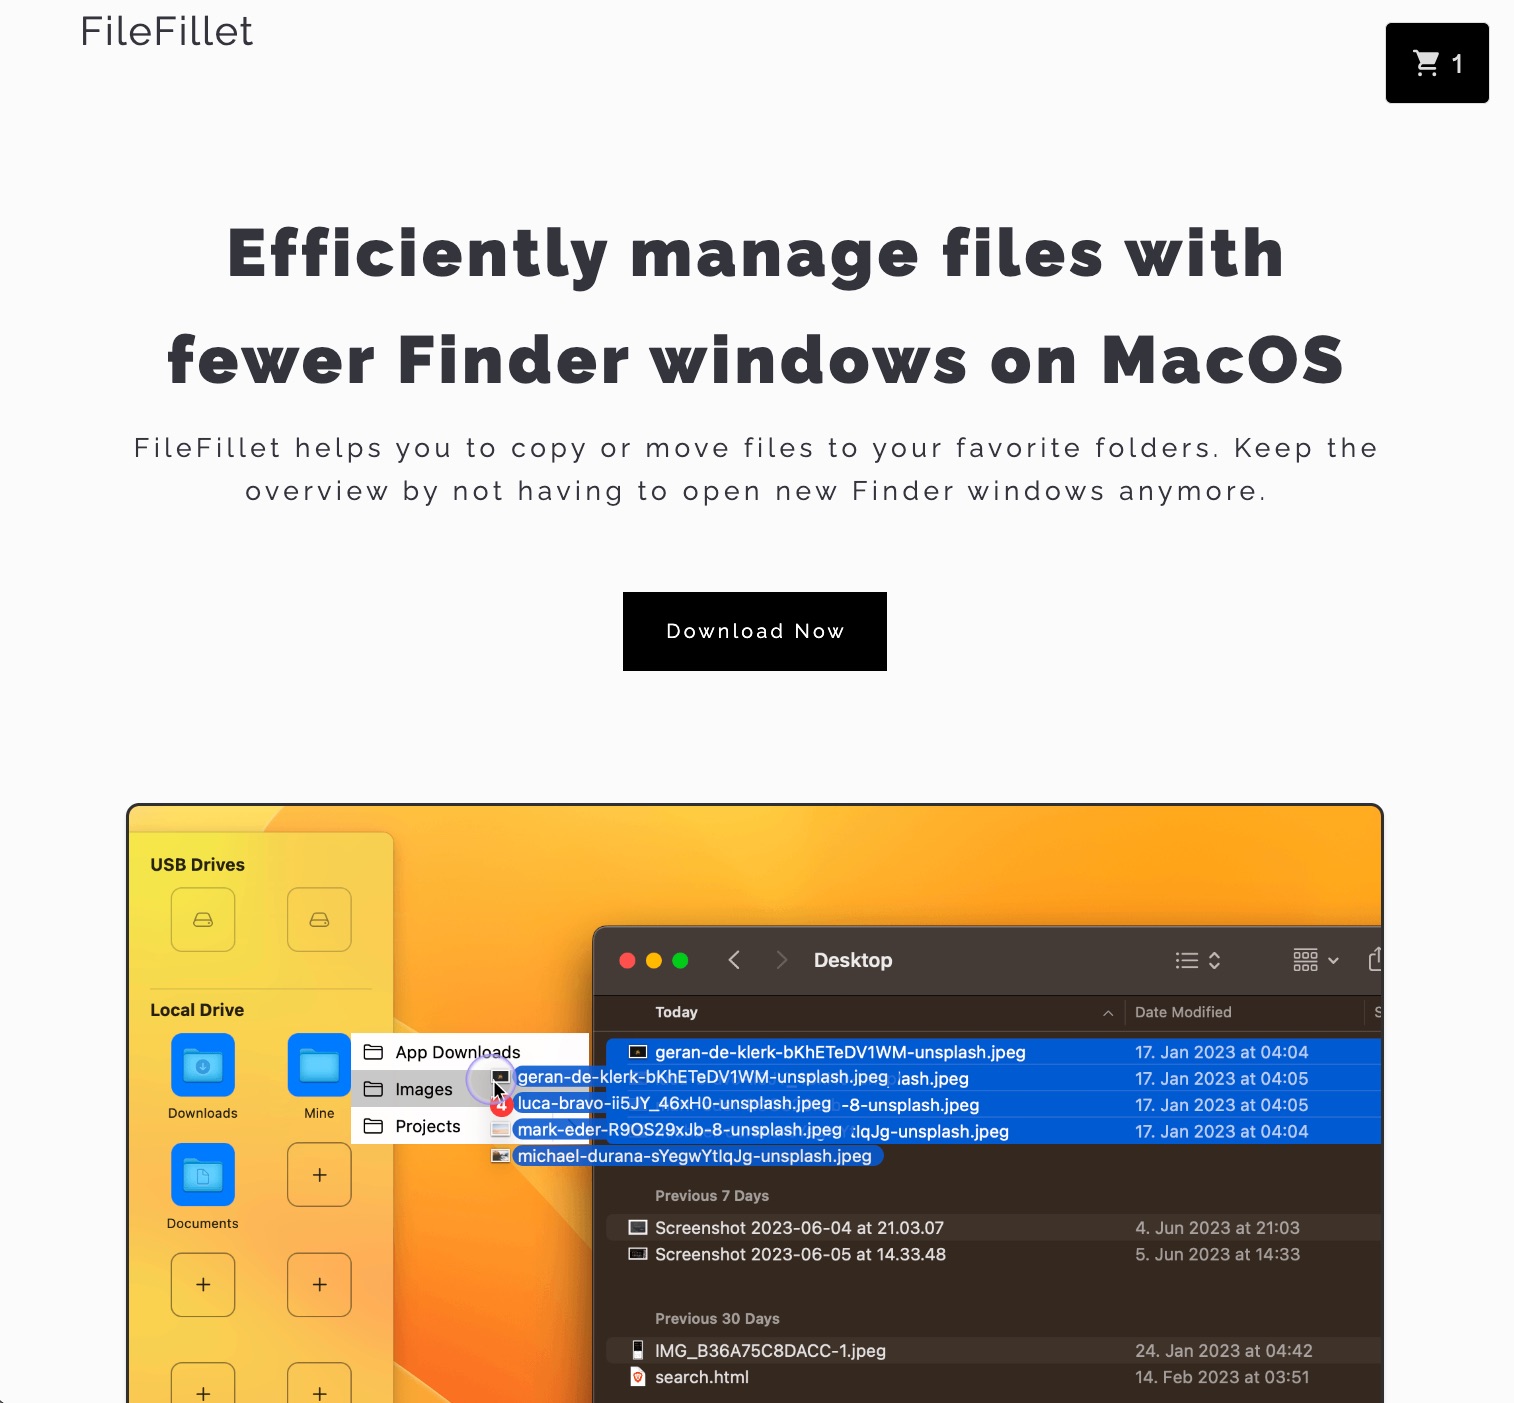 FileFillet
1
Efficiently manage files with
fewer Finder windows on MacOS
FileFillet helps you to copy or move files to your favorite folders. Keep the
overview by not having to open new Finder windows anymore.
Download Now
USB Drives
Local Drive
Downloads
Mine
Documents
App Downloads
Images
Projects
4
geran-de-klerk-bKhETeDV1WM-unsplash.jpeg
luca-bravo-ii5JY_46xH0-unsplash.jpeg
mark-eder-R9OS29xJb-8-unsplash.jpeg
michael-durana-sYegwYtIqJg-unsplash.jpeg
Desktop
Today
Date Modified
S
geran-de-klerk-bKhETeDV1WM-unsplash.jpeg
17. Jan 2023 at 04:04
lash.jpeg
17. Jan 2023 at 04:05
-8-unsplash.jpeg
17. Jan 2023 at 04:05
IqJg-unsplash.jpeg
17. Jan 2023 at 04:04
Previous 7 Days
Screenshot 2023-06-04 at 21.03.07
4. Jun 2023 at 21:03
Screenshot 2023-06-05 at 14.33.48
5. Jun 2023 at 14:33
Previous 30 Days
IMG_B36A75C8DACC-1.jpeg
24. Jan 2023 at 04:42
search.html
14. Feb 2023 at 03:51